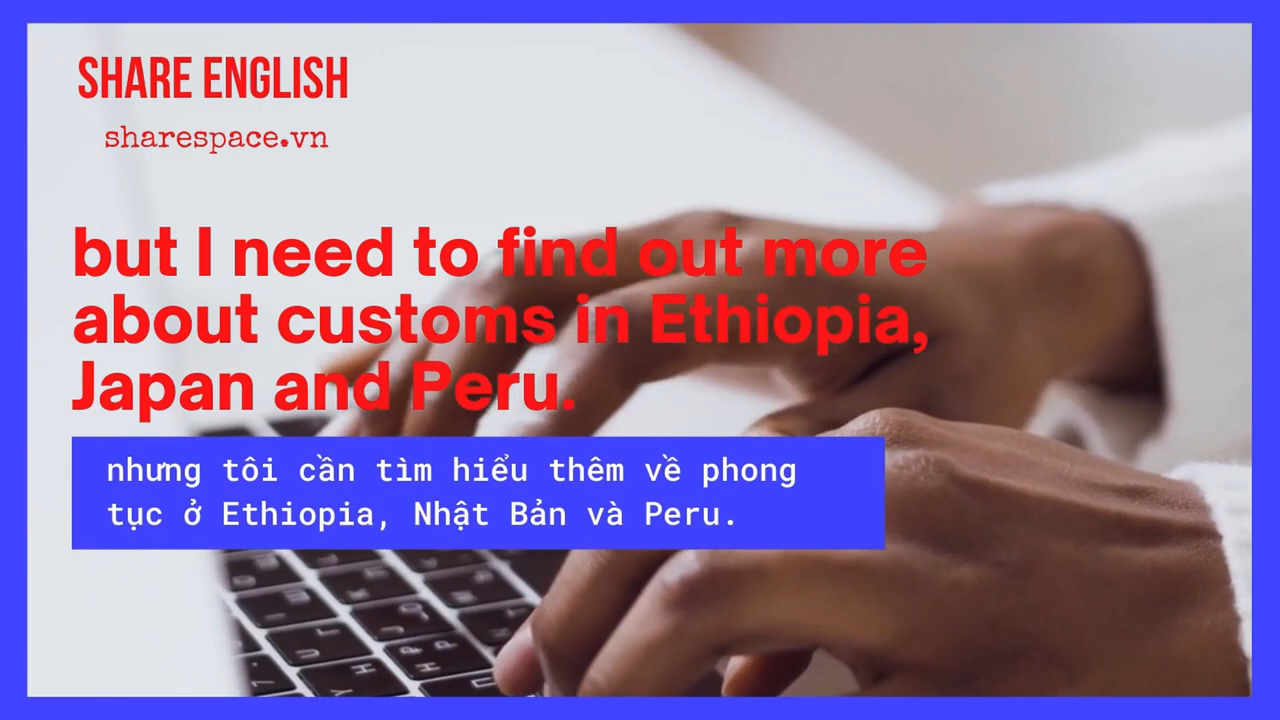 SHARE ENGLISH
sharespace.vn
but I need to find out more
about customs in Ethiopia,
Japan and Peru.
nhưng tôi cần tìm hiểu thêm về phong
tục ở Ethiopia, Nhật Bản và Peru.